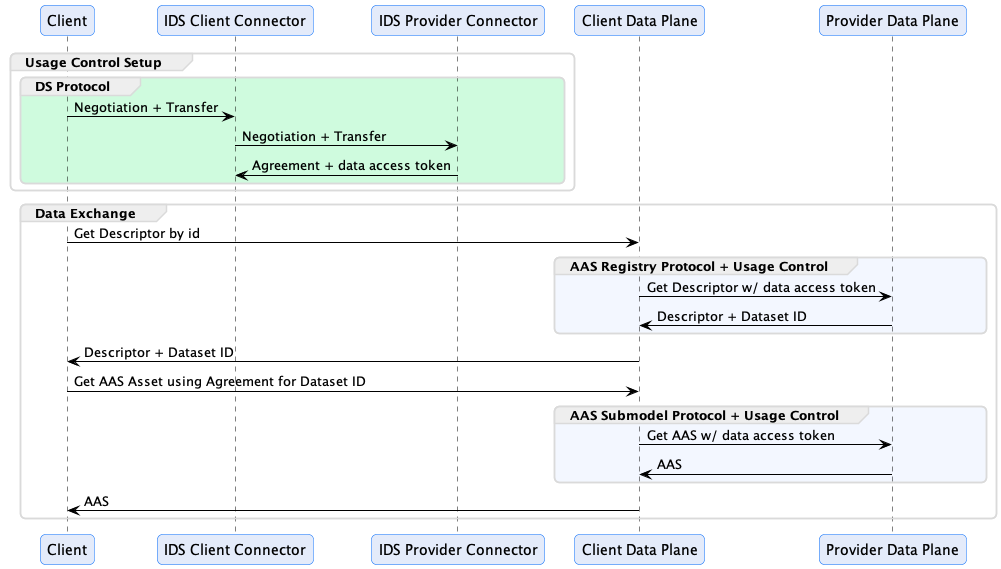 Client
IDS Client Connector
IDS Provider Connector
Client Data Plane
Provider Data Plane
Usage Control Setup
DS Protocol
Negotiation + Transfer
Negotiation + Transfer
Agreement + data access token
Data Exchange
Get Descriptor by id
AAS Registry Protocol + Usage Control
Get Descriptor w/ data access token
Descriptor + Dataset ID
Descriptor + Dataset ID
Get AAS Asset using Agreement for Dataset ID
AAS Submodel Protocol + Usage Control
Get AAS w/ data access token
AAS
AAS
Client
IDS Client Connector
IDS Provider Connector
Client Data Plane
Provider Data Plane